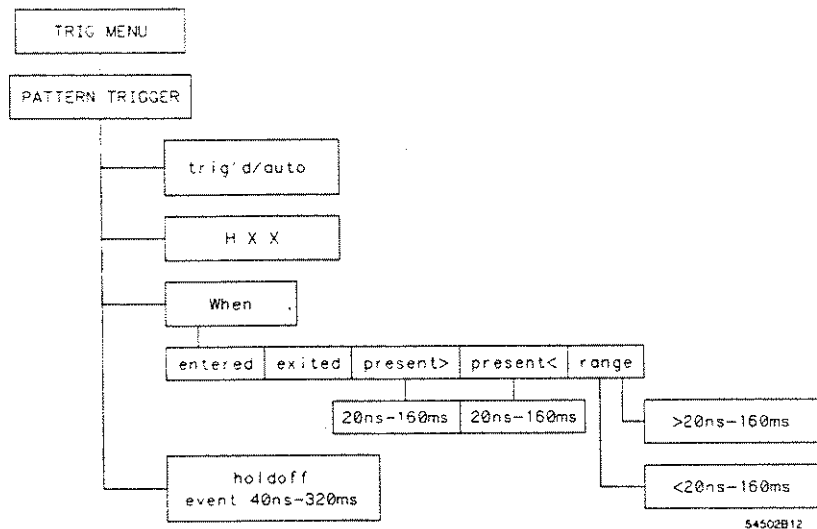 TRIG MENU
PATTERN TRIGGER
trig'd/auto
H X X
When
entered exited present> present< range
20ns-160ms 20ns-160ms
>20ns-160ms
<20ns-160ms
holdoff
event 40ns-320ms
54502B12